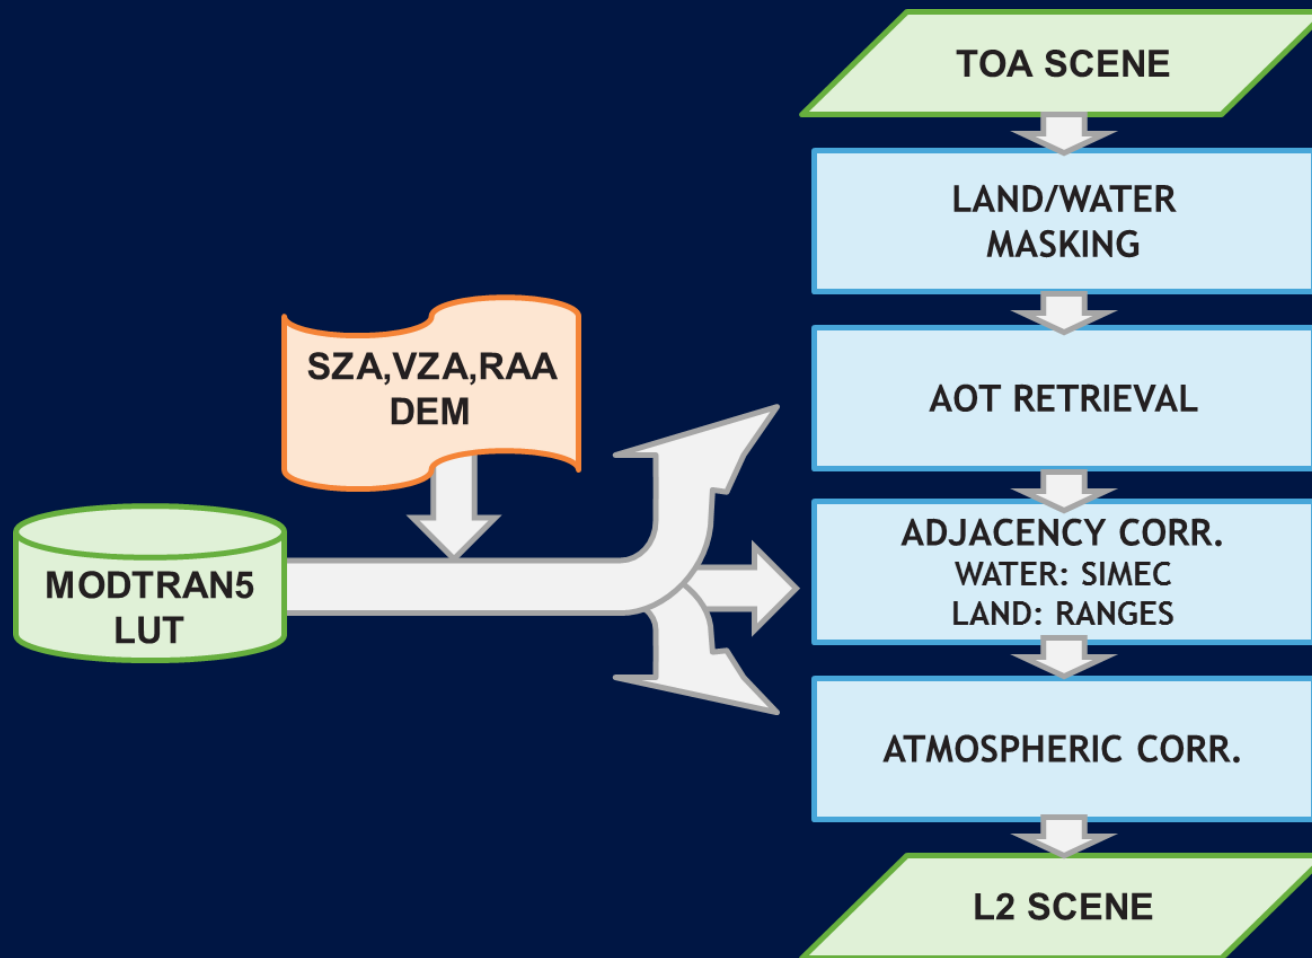 TOA SCENE
LAND/WATER
MASKING
SZA,VZA,RAA
DEM
AOT RETRIEVAL
MODTRAN5
LUT
ADJACENCY CORR.
WATER: SIMEC
LAND: RANGES
ATMOSPHERIC CORR.
L2 SCENE